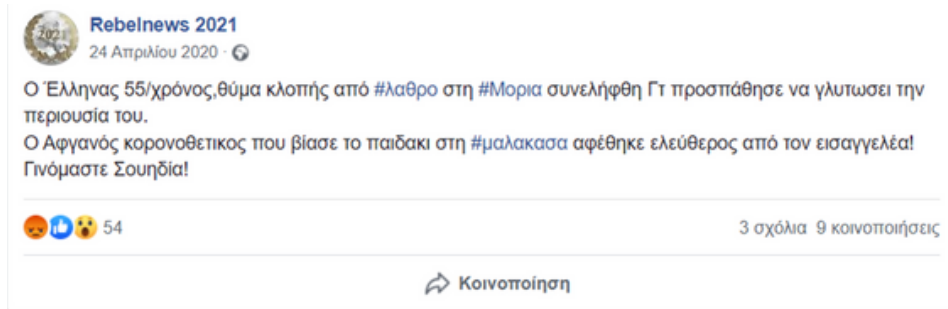 Rebelnews 2021
24 Απριλίου 2020 ·
Ο Έλληνας 55/χρόνος,θύμα κλοπής από #λαθρο στη #Μορια συνελήφθη Γτ προσπάθησε να γλυτωσει την
περιουσία του.
Ο Αφγανός κορονοθετικος που βίασε το παιδακι στη #μαλακασα αφέθηκε ελεύθερος από τον εισαγγελέα!
Γινόμαστε Σουηδία!
54
3 σχόλια 9 κοινοποιήσεις
Κοινοποίηση